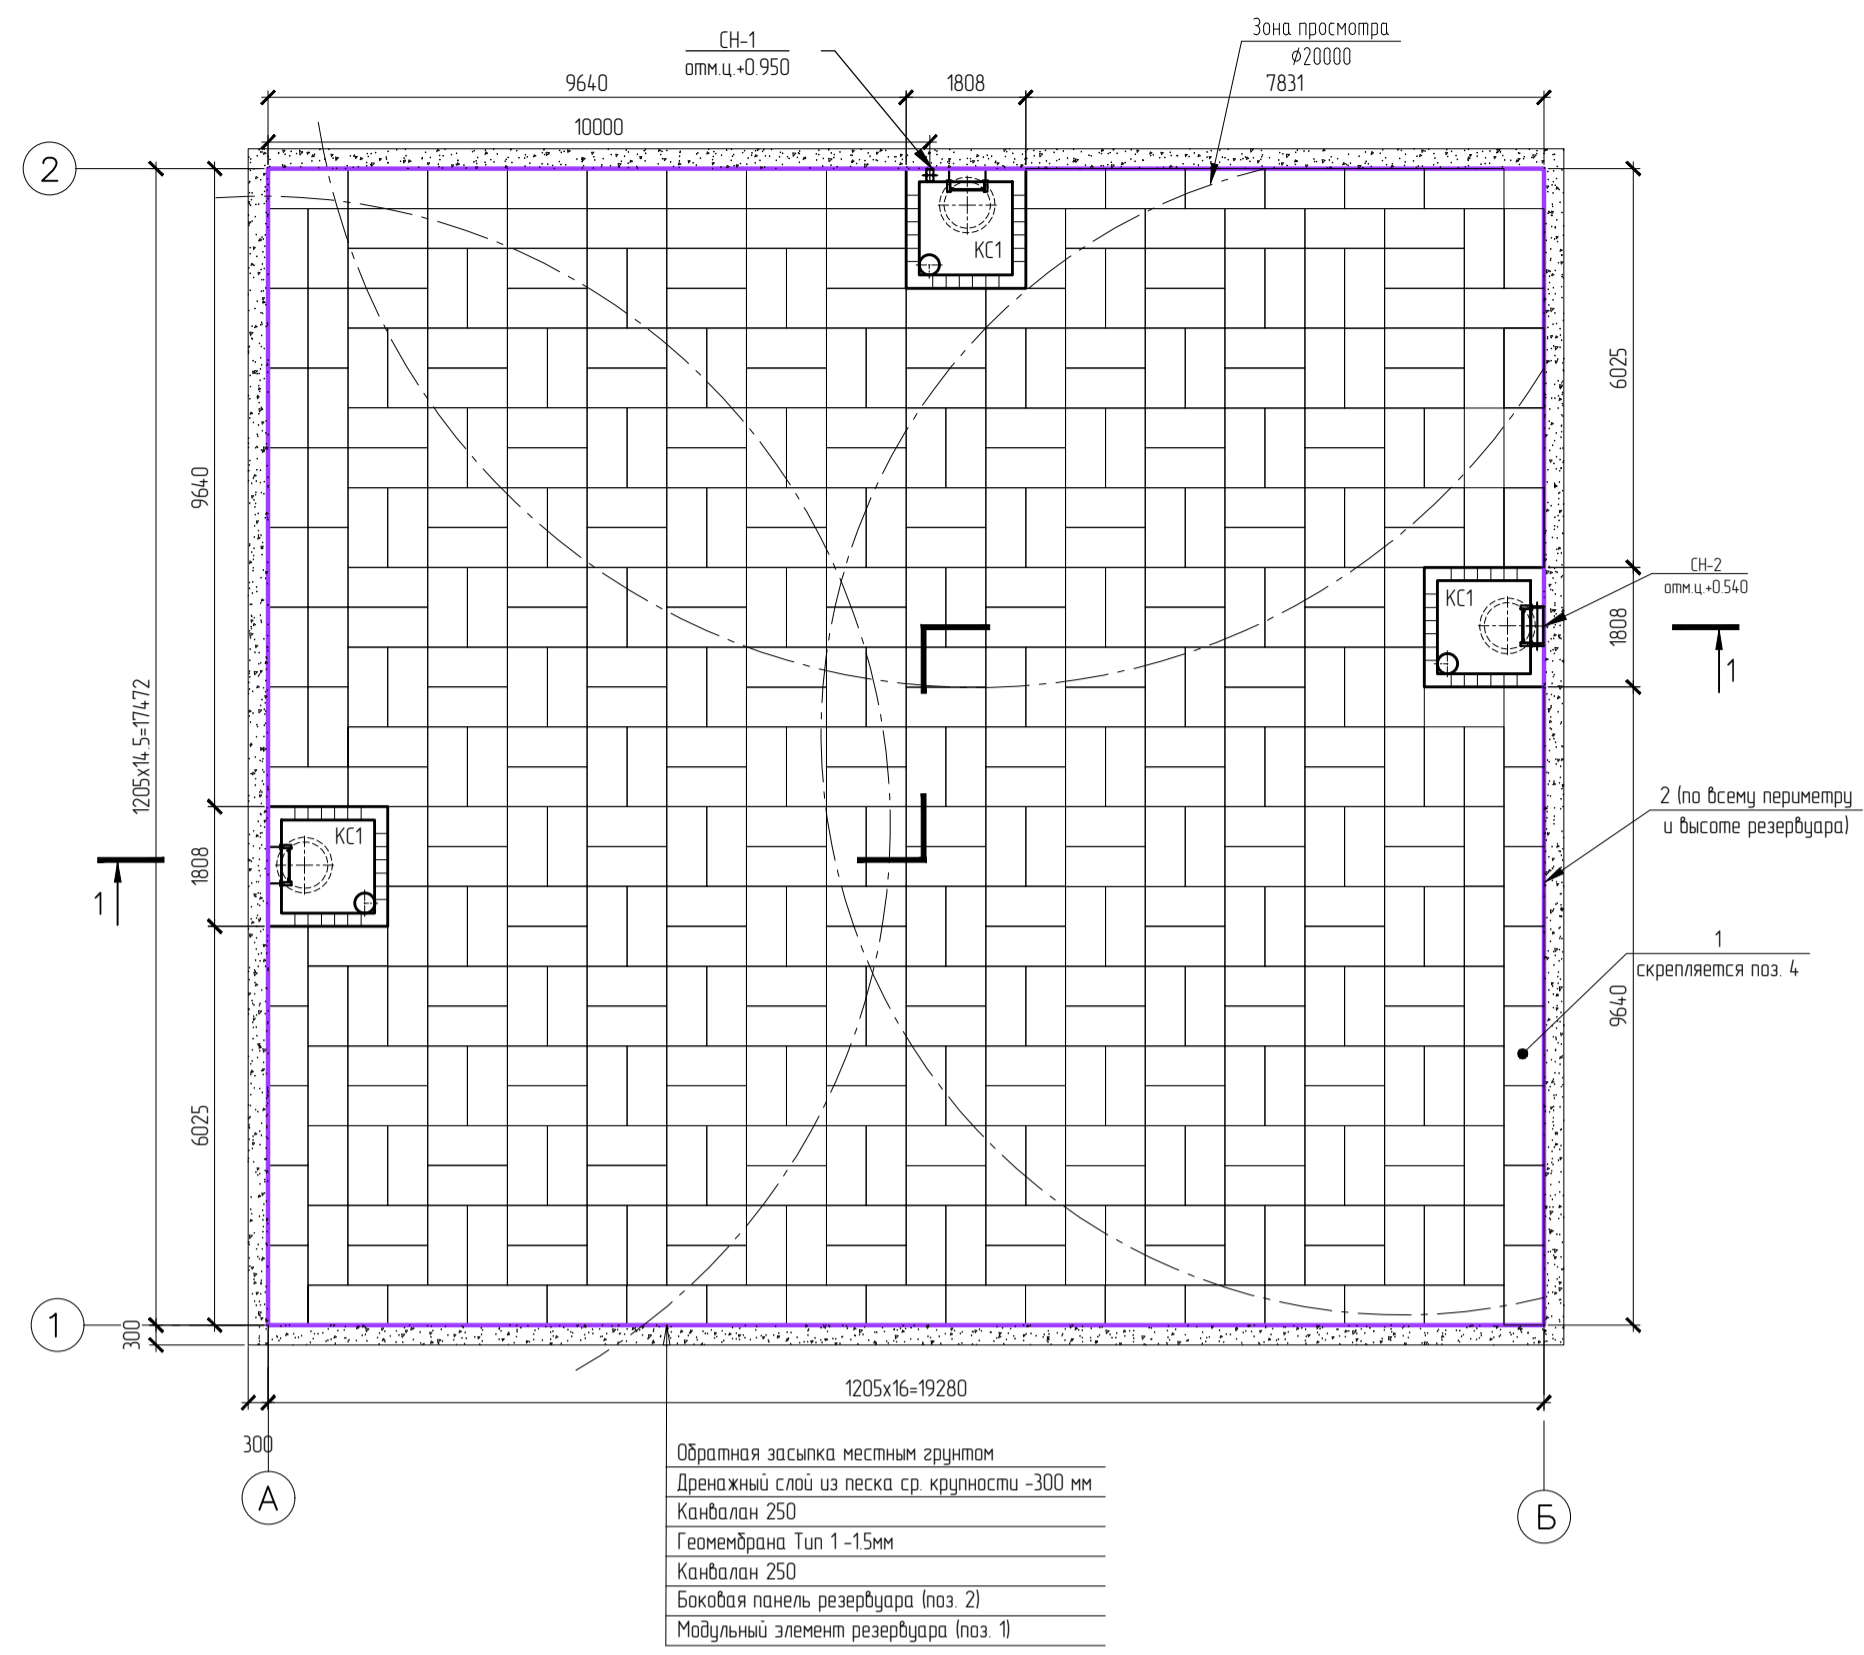 СН-1
отм.ц.+0.950
Зона просмотра
⌀20000
9640
1808
7831
10000
2
КС1
9640
6025
1205х14.5=17472
СН-2
отм.ц.+0.540
КС1
1808
1
2 (по всему периметру
и высоте резервуара)
КС1
1808
1
1
скрепляется поз. 4
9640
6025
1
300
1205х16=19280
300
А
Б
Обратная засыпка местным грунтом
Дренажный слой из песка ср. крупности -300 мм
Канвалан 250
Геомембрана Тип 1 -1.5мм
Канвалан 250
Боковая панель резервуара (поз. 2)
Модульный элемент резервуара (поз. 1)